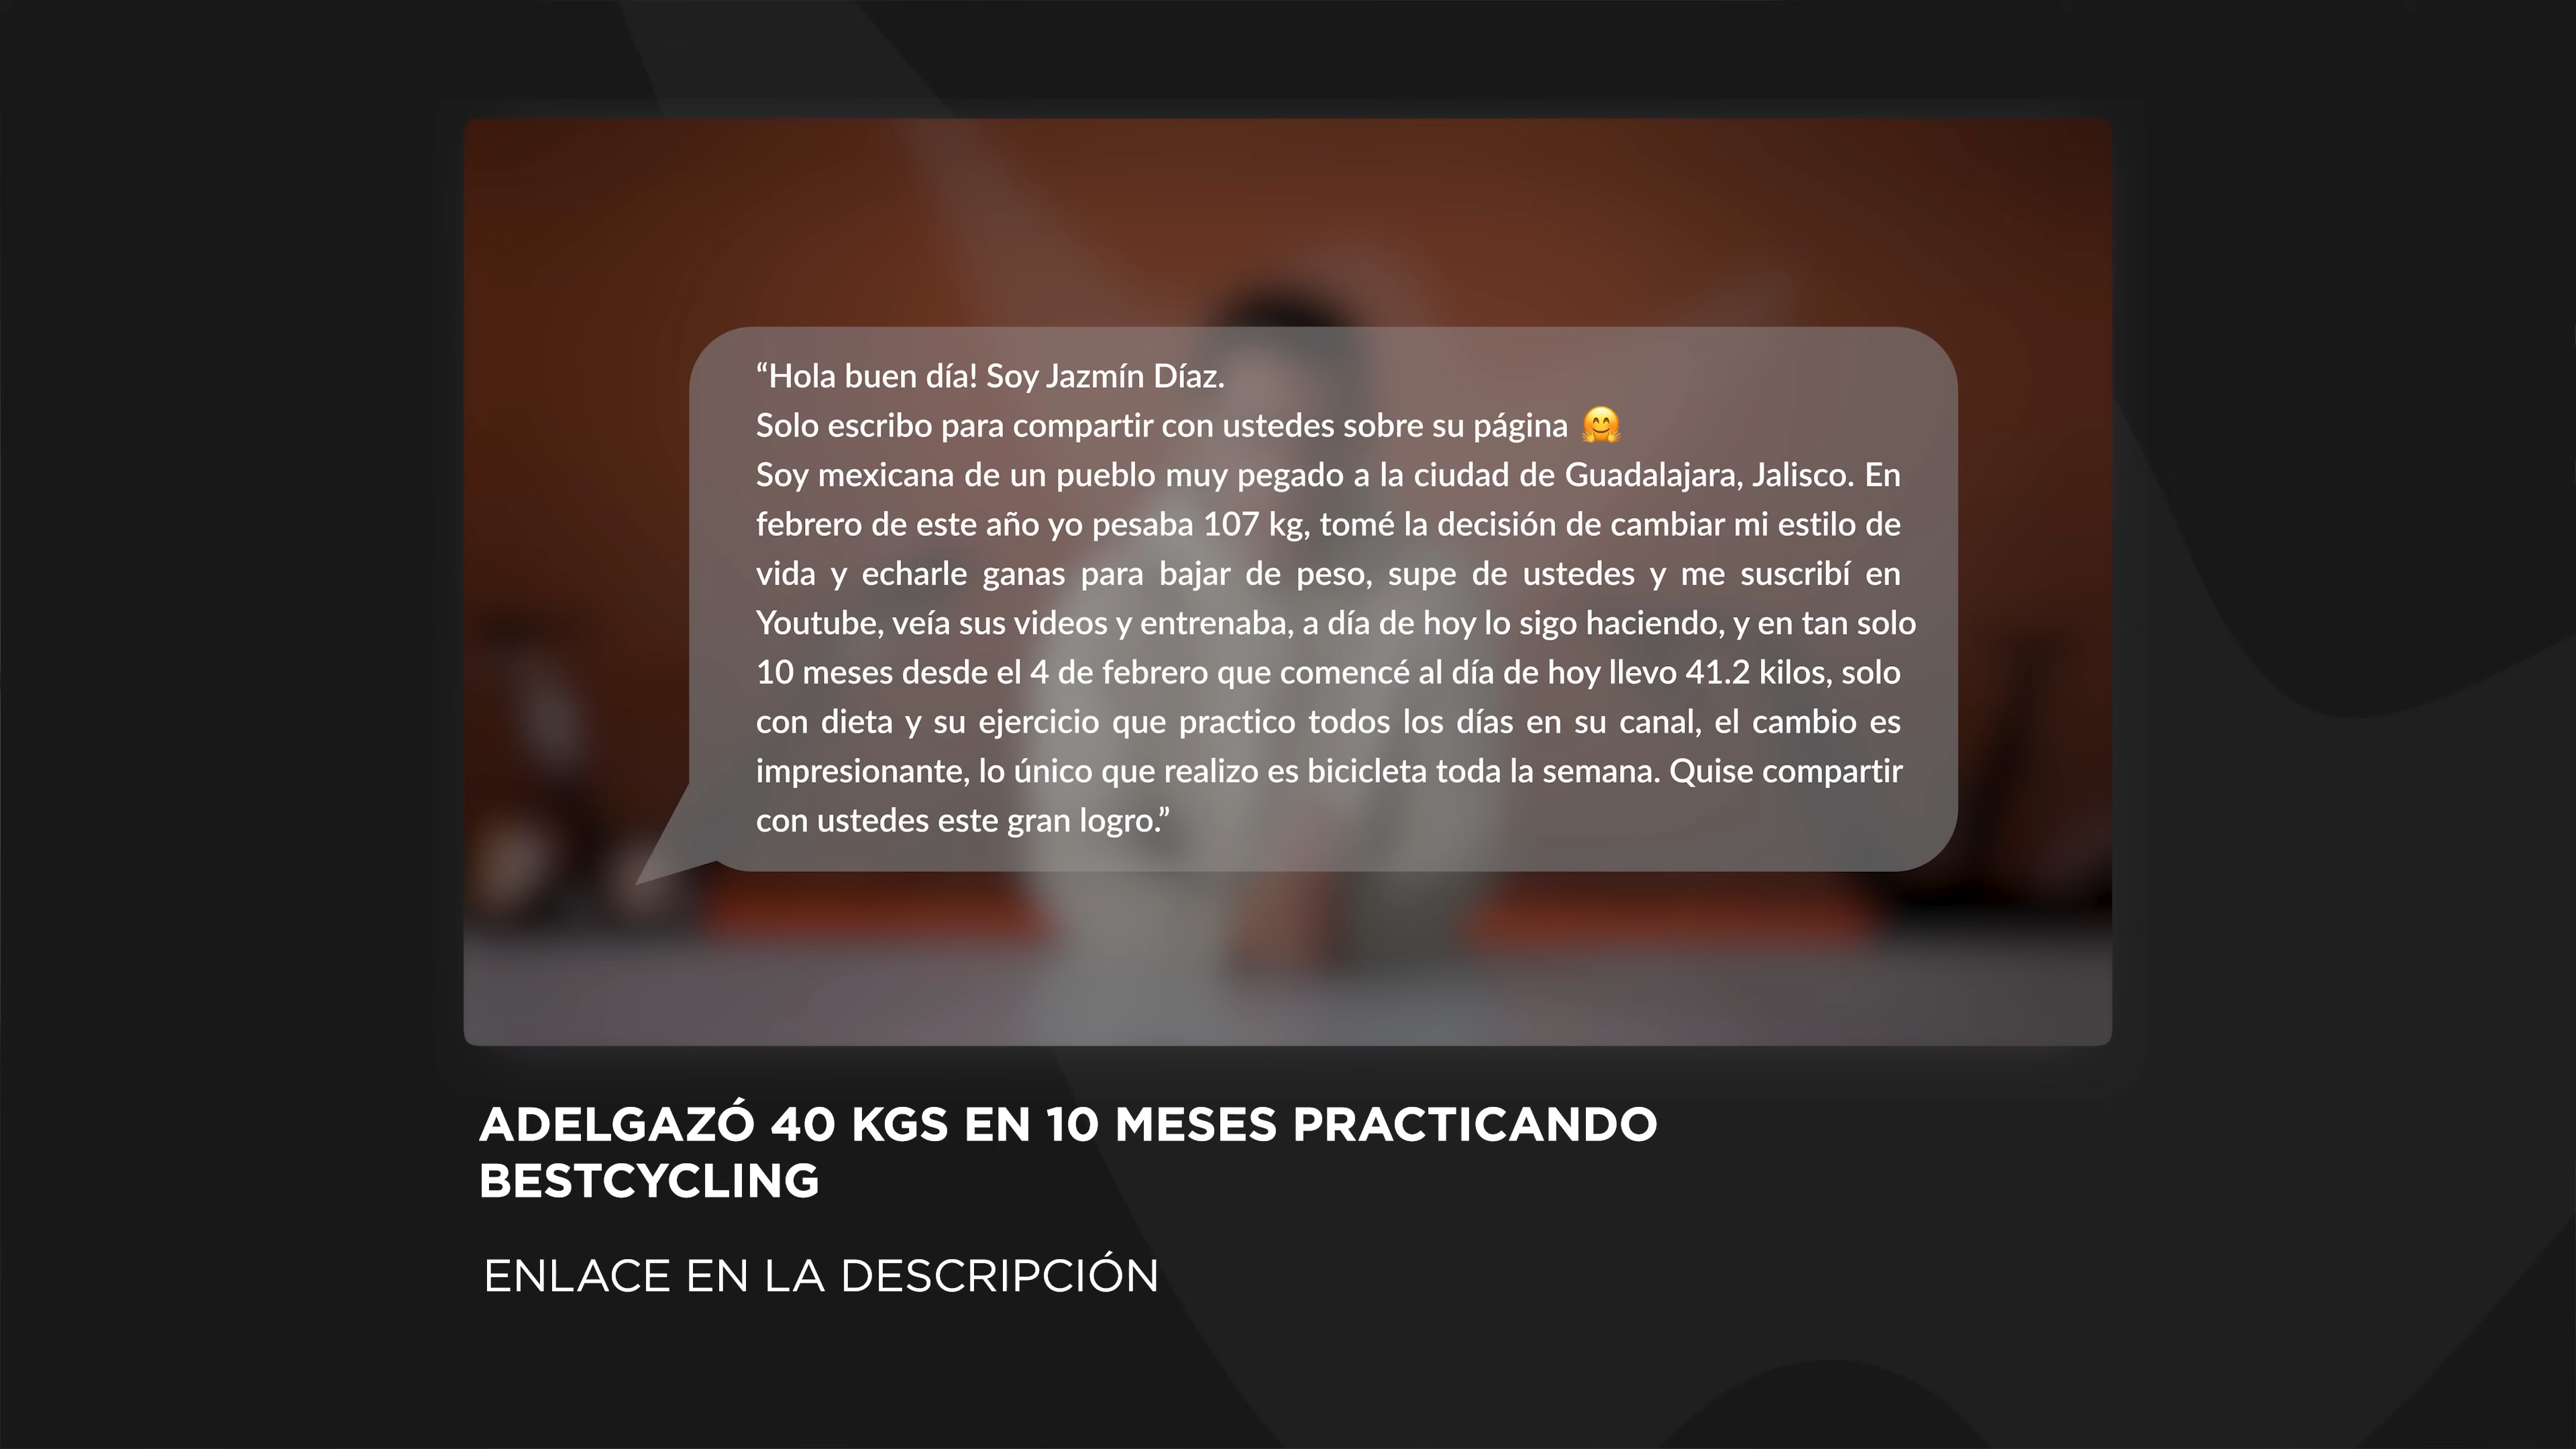 “Hola buen día! Soy Jazmín Díaz.
Solo escribo para compartir con ustedes sobre su página 🤗
Soy mexicana de un pueblo muy pegado a la ciudad de Guadalajara, Jalisco. En
febrero de este año yo pesaba 107 kg, tomé la decisión de cambiar mi estilo de
vida y echarle ganas para bajar de peso, supe de ustedes y me suscribí en
Youtube, veía sus videos y entrenaba, a día de hoy lo sigo haciendo, y en tan solo
10 meses desde el 4 de febrero que comencé al día de hoy llevo 41.2 kilos, solo
con dieta y su ejercicio que practico todos los días en su canal, el cambio es
impresionante, lo único que realizo es bicicleta toda la semana. Quise compartir
con ustedes este gran logro.”
ADELGAZÓ 40 KGS EN 10 MESES PRACTICANDO
BESTCYCLING
ENLACE EN LA DESCRIPCIÓN